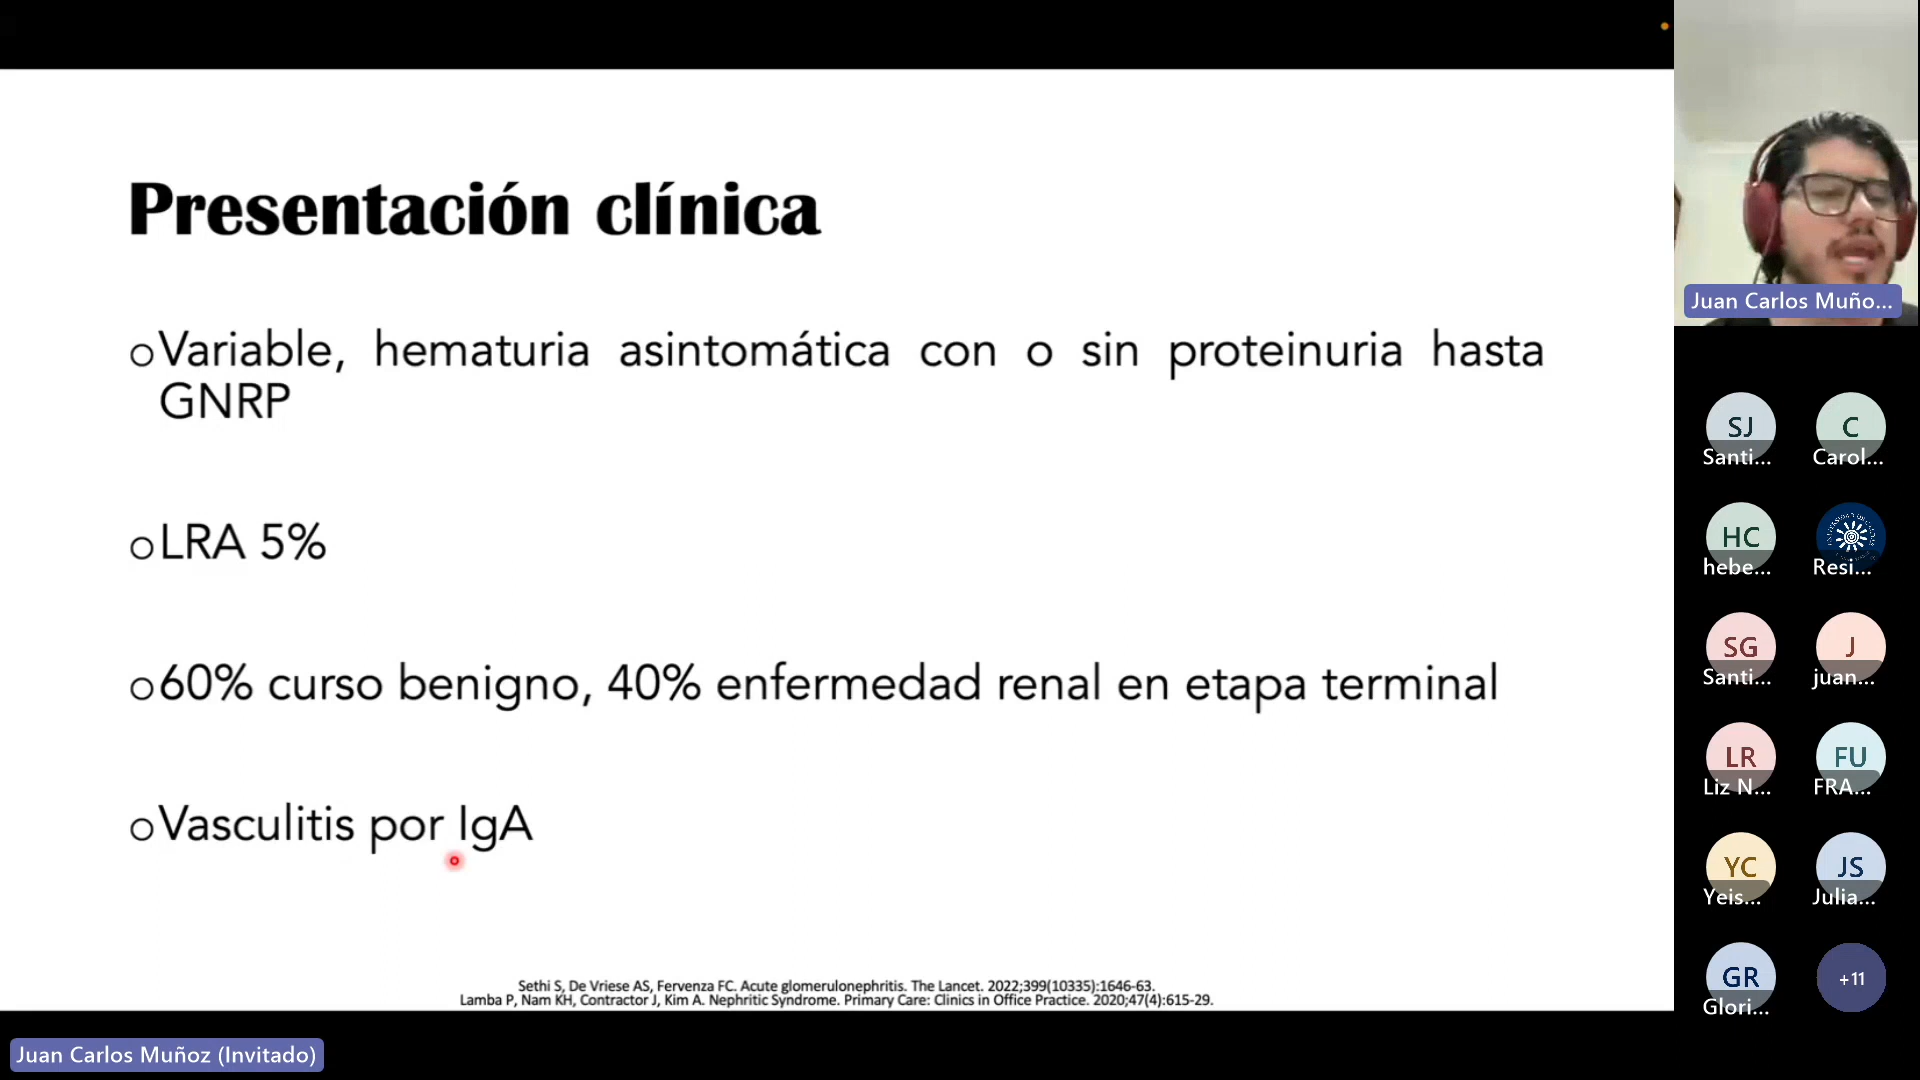 Presentación clínica
oVariable, hematuria asintomática con o sin proteinuria hasta
GNRP
oLRA 5%
o60% curso benigno, 40% enfermedad renal en etapa terminal
oVasculitis por IgA
Sethi S, De Vriese AS, Fervenza FC. Acute glomerulonephritis. The Lancet. 2022;399(10335):1646-63.
Lamba P, Nam KH, Contractor J, Kim A. Nephritic Syndrome. Primary Care: Clinics in Office Practice. 2020;47(4):615-29.
Juan Carlos Muñoz (Invitado)
Juan Carlos Muño...
SJ
Santi...
C
Carol...
HC
hebe...
Resi...
SG
Santi...
J
juan...
LR
Liz N...
FU
FRA...
YC
Yeis...
JS
Julia...
GR
Glori...
+11